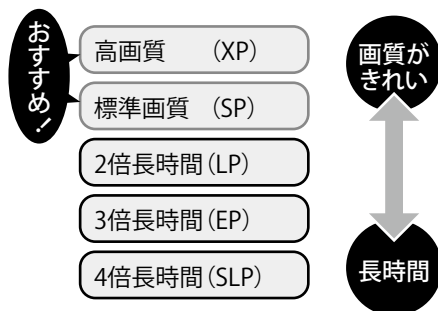 おすすめ！
高画質　　（XP）
標準画質　（SP）
2倍長時間（LP）
3倍長時間（EP）
4倍長時間（SLP）
画質が
きれい
長時間